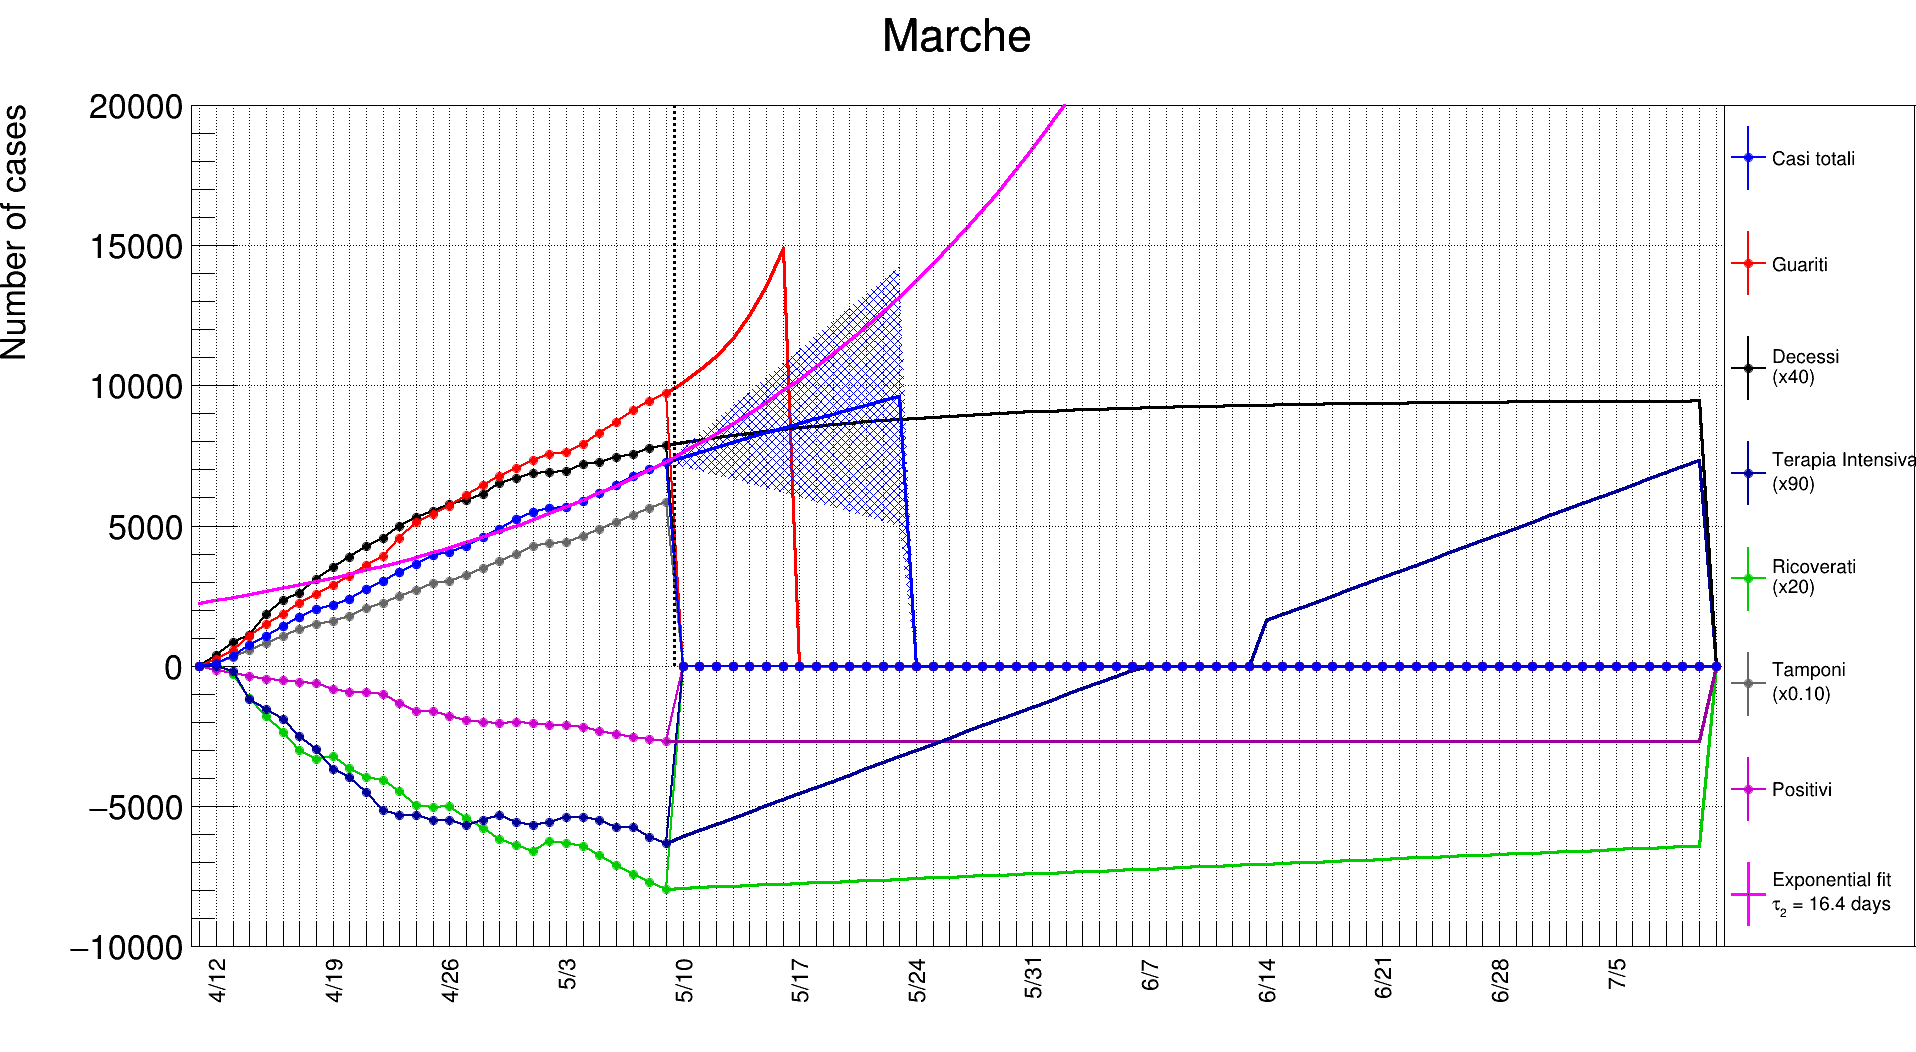 Marche
Number of cases
20000
15000
10000
5000
0
−5000
−10000
4/12
4/19
4/26
5/3
5/10
5/17
5/24
5/31
6/7
6/14
6/21
6/28
7/5
Casi totali
Guariti
Decessi
(x40)
Terapia Intensiva
(x90)
Ricoverati
(x20)
Tamponi
(x0.10)
Positivi
Exponential fit
τ2 = 16.4 days